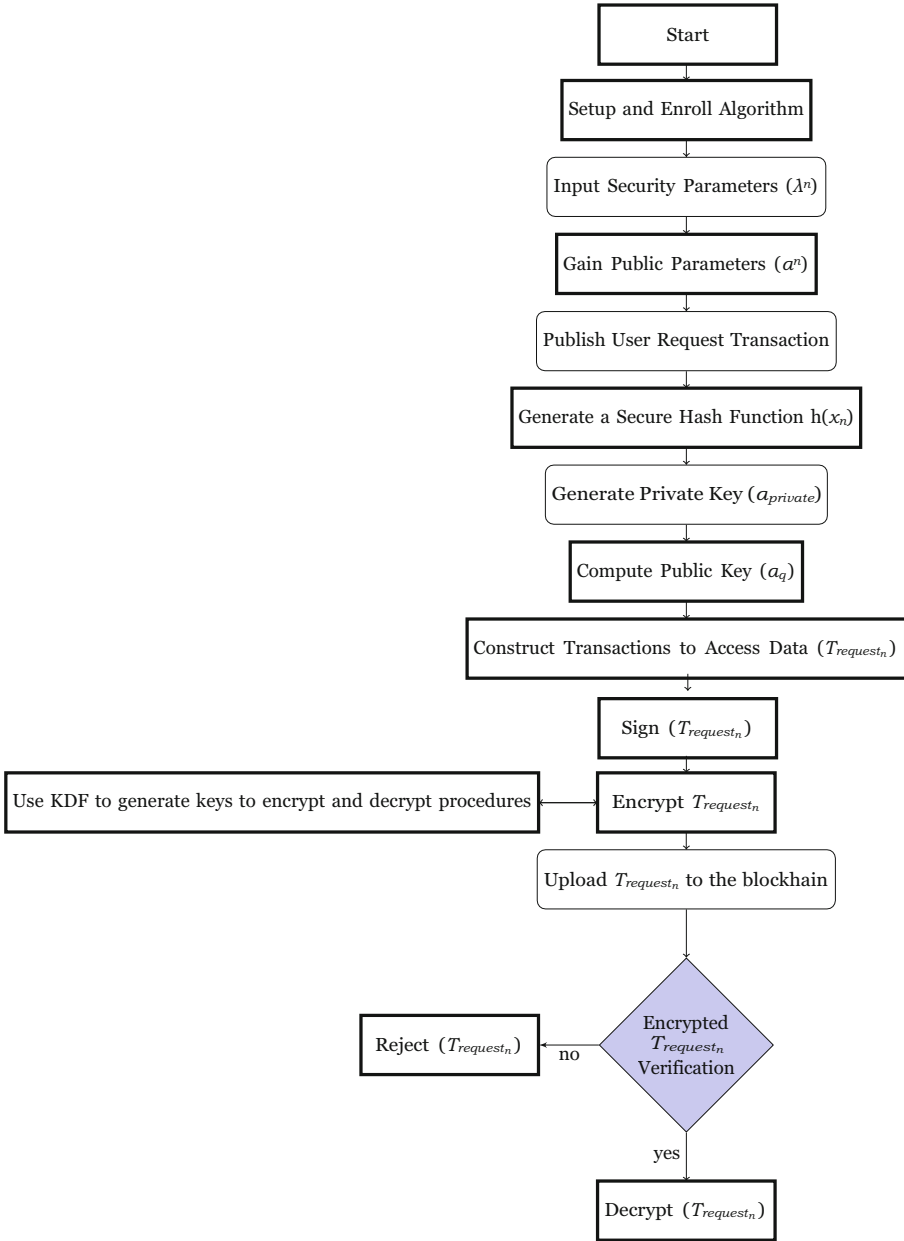 Start
Setup and Enroll Algorithm
Input Security Parameters (λⁿ)
Gain Public Parameters (αⁿ)
Publish User Request Transaction
Generate a Secure Hash Function h(xₙ)
Generate Private Key (α_private)
Compute Public Key (α_q)
Construct Transactions to Access Data (T_requestₙ)
Sign (T_requestₙ)
Use KDF to generate keys to encrypt and decrypt procedures
Encrypt T_requestₙ
Upload T_requestₙ to the blockhain
Encrypted
T_requestₙ
Verification
Reject (T_requestₙ)
no
yes
Decrypt (T_requestₙ)